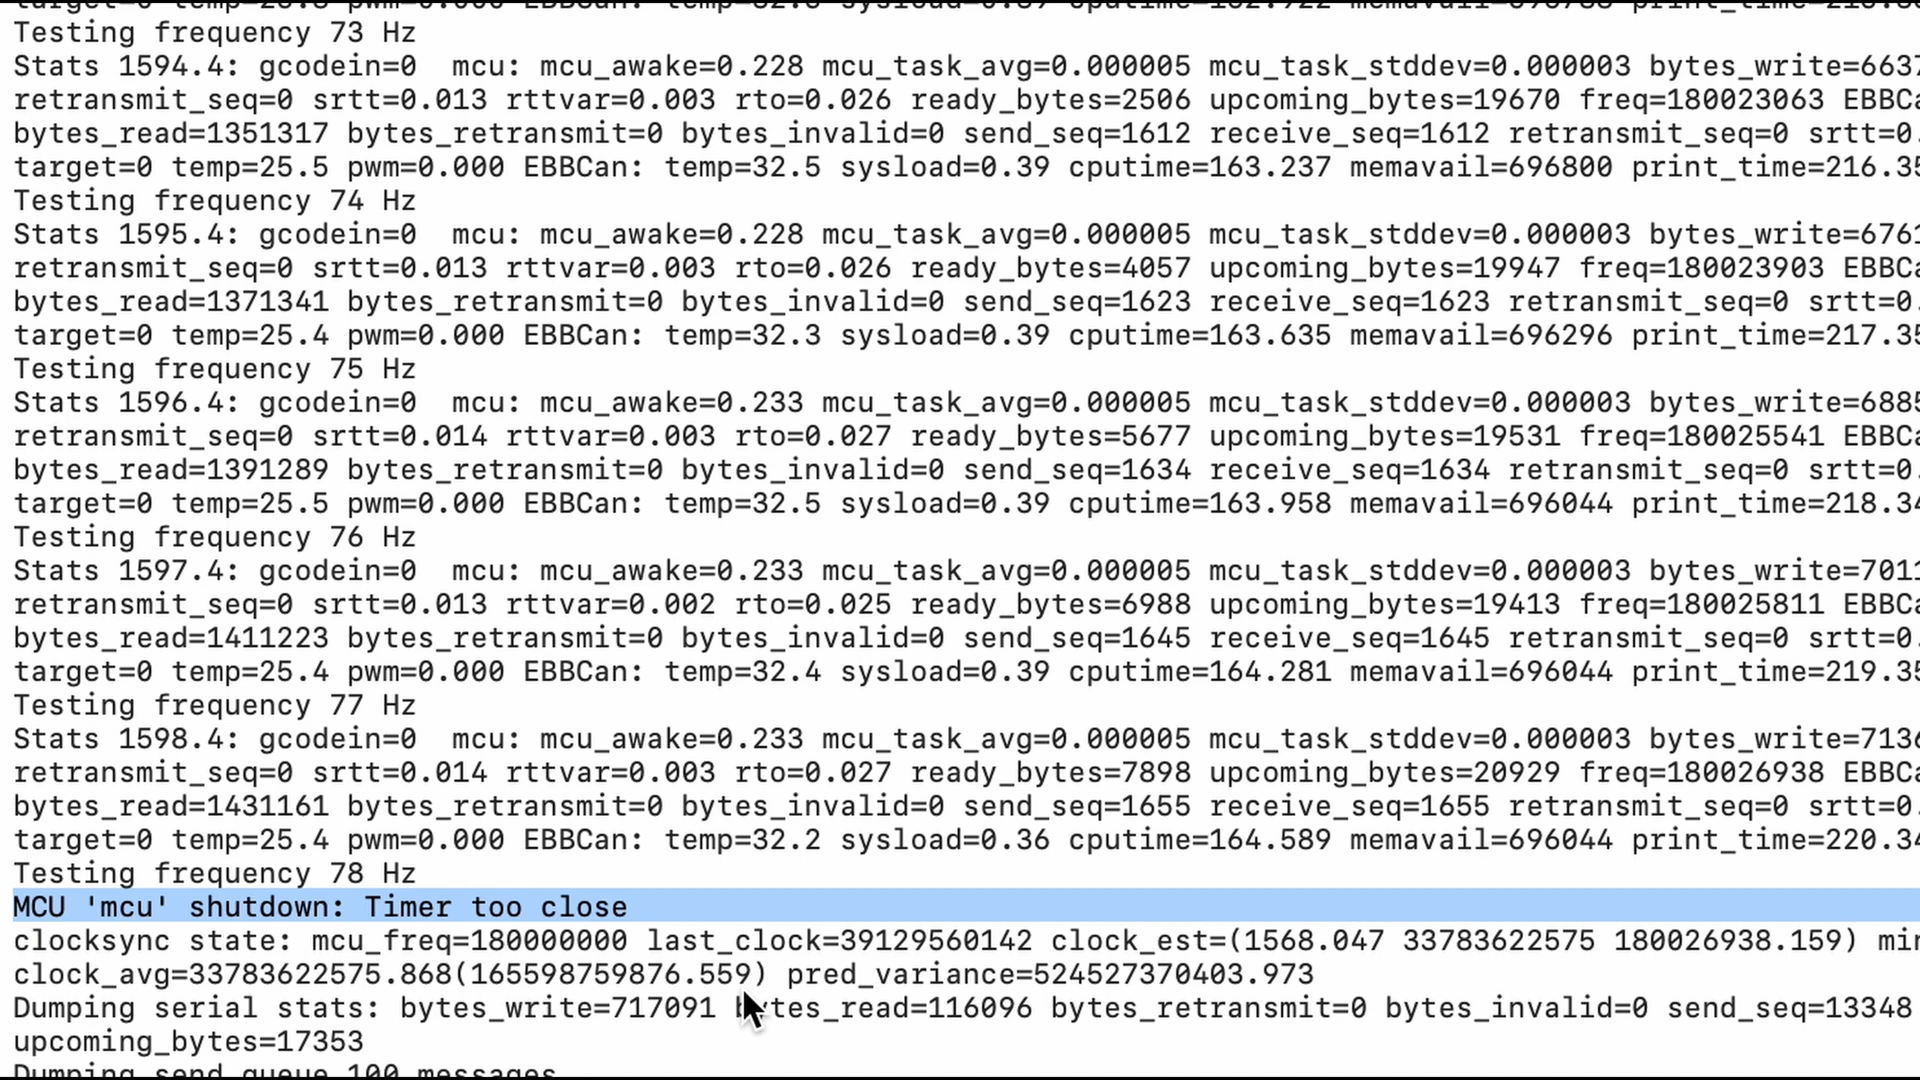 Testing frequency 73 Hz
Stats 1594.4: gcodein=0  mcu: mcu_awake=0.228 mcu_task_avg=0.000005 mcu_task_stddev=0.000003 bytes_write=6637
retransmit_seq=0 srtt=0.013 rttvar=0.003 rto=0.026 ready_bytes=2506 upcoming_bytes=19670 freq=180023063 EBBCa
bytes_read=1351317 bytes_retransmit=0 bytes_invalid=0 send_seq=1612 receive_seq=1612 retransmit_seq=0 srtt=0.
target=0 temp=25.5 pwm=0.000 EBBCan: temp=32.5 sysload=0.39 cputime=163.237 memavail=696800 print_time=216.35
Testing frequency 74 Hz
Stats 1595.4: gcodein=0  mcu: mcu_awake=0.228 mcu_task_avg=0.000005 mcu_task_stddev=0.000003 bytes_write=6761
retransmit_seq=0 srtt=0.013 rttvar=0.003 rto=0.026 ready_bytes=4057 upcoming_bytes=19947 freq=180023903 EBBCa
bytes_read=1371341 bytes_retransmit=0 bytes_invalid=0 send_seq=1623 receive_seq=1623 retransmit_seq=0 srtt=0.
target=0 temp=25.4 pwm=0.000 EBBCan: temp=32.3 sysload=0.39 cputime=163.635 memavail=696296 print_time=217.35
Testing frequency 75 Hz
Stats 1596.4: gcodein=0  mcu: mcu_awake=0.233 mcu_task_avg=0.000005 mcu_task_stddev=0.000003 bytes_write=6885
retransmit_seq=0 srtt=0.014 rttvar=0.003 rto=0.027 ready_bytes=5677 upcoming_bytes=19531 freq=180025541 EBBCa
bytes_read=1391289 bytes_retransmit=0 bytes_invalid=0 send_seq=1634 receive_seq=1634 retransmit_seq=0 srtt=0.
target=0 temp=25.5 pwm=0.000 EBBCan: temp=32.5 sysload=0.39 cputime=163.958 memavail=696044 print_time=218.34
Testing frequency 76 Hz
Stats 1597.4: gcodein=0  mcu: mcu_awake=0.233 mcu_task_avg=0.000005 mcu_task_stddev=0.000003 bytes_write=7011
retransmit_seq=0 srtt=0.013 rttvar=0.002 rto=0.025 ready_bytes=6988 upcoming_bytes=19413 freq=180025811 EBBCa
bytes_read=1411223 bytes_retransmit=0 bytes_invalid=0 send_seq=1645 receive_seq=1645 retransmit_seq=0 srtt=0.
target=0 temp=25.4 pwm=0.000 EBBCan: temp=32.4 sysload=0.39 cputime=164.281 memavail=696044 print_time=219.35
Testing frequency 77 Hz
Stats 1598.4: gcodein=0  mcu: mcu_awake=0.233 mcu_task_avg=0.000005 mcu_task_stddev=0.000003 bytes_write=7136
retransmit_seq=0 srtt=0.014 rttvar=0.003 rto=0.027 ready_bytes=7898 upcoming_bytes=20929 freq=180026938 EBBCa
bytes_read=1431161 bytes_retransmit=0 bytes_invalid=0 send_seq=1655 receive_seq=1655 retransmit_seq=0 srtt=0.
target=0 temp=25.4 pwm=0.000 EBBCan: temp=32.2 sysload=0.36 cputime=164.589 memavail=696044 print_time=220.34
Testing frequency 78 Hz
MCU 'mcu' shutdown: Timer too close
clocksync state: mcu_freq=180000000 last_clock=39129560142 clock_est=(1568.047 33783622575 180026938.159) min
clock_avg=33783622575.868(165598759876.559) pred_variance=524527370403.973
Dumping serial stats: bytes_write=717091 bytes_read=116096 bytes_retransmit=0 bytes_invalid=0 send_seq=13348
upcoming_bytes=17353
Dumping send queue 100 messages